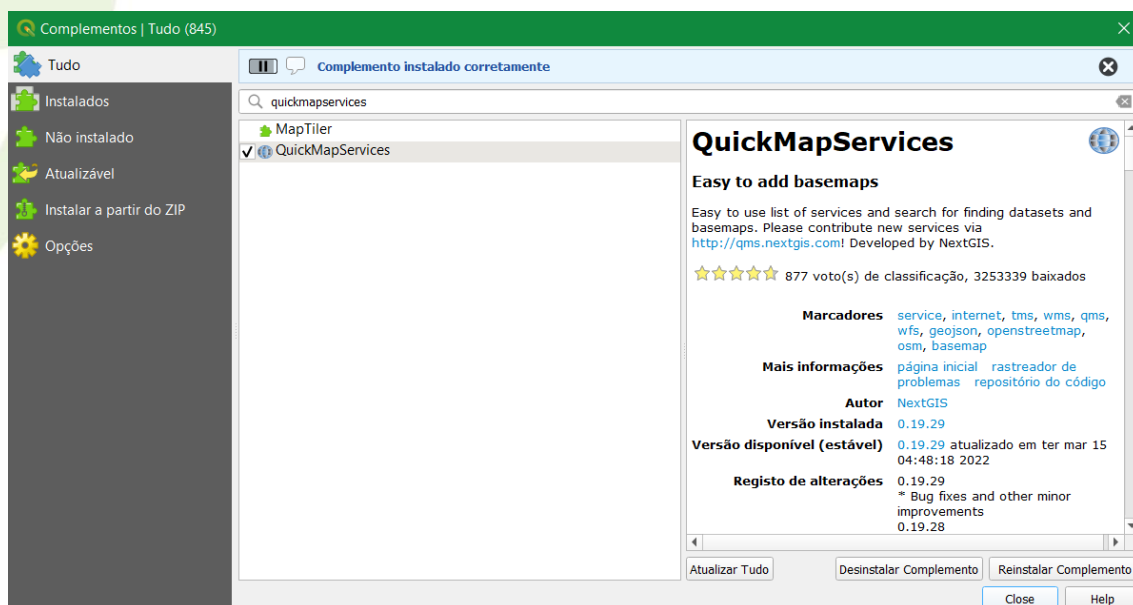 Complementos | Tudo (845)
Tudo
Instalados
Não instalado
Atualizável
Instalar a partir do ZIP
Opções
Complemento instalado corretamente
quickmapservices
MapTiler
QuickMapServices
QuickMapServices
Easy to add basemaps
Easy to use list of services and search for finding datasets and
basemaps. Please contribute new services via
http://qms.nextgis.com! Developed by NextGIS.
877 voto(s) de classificação, 3253339 baixados
Marcadores service, internet, tms, wms, qms,
wfs, geojson, openstreetmap,
osm, basemap
Mais informações página inicial rastreador de
problemas repositório do código
Autor NextGIS
Versão instalada 0.19.29
Versão disponível (estável) 0.19.29 atualizado em ter mar 15
04:48:18 2022
Registo de alterações 0.19.29
* Bug fixes and other minor
improvements
0.19.28
Atualizar Tudo Desinstalar Complemento Reinstalar Complemento
Close Help